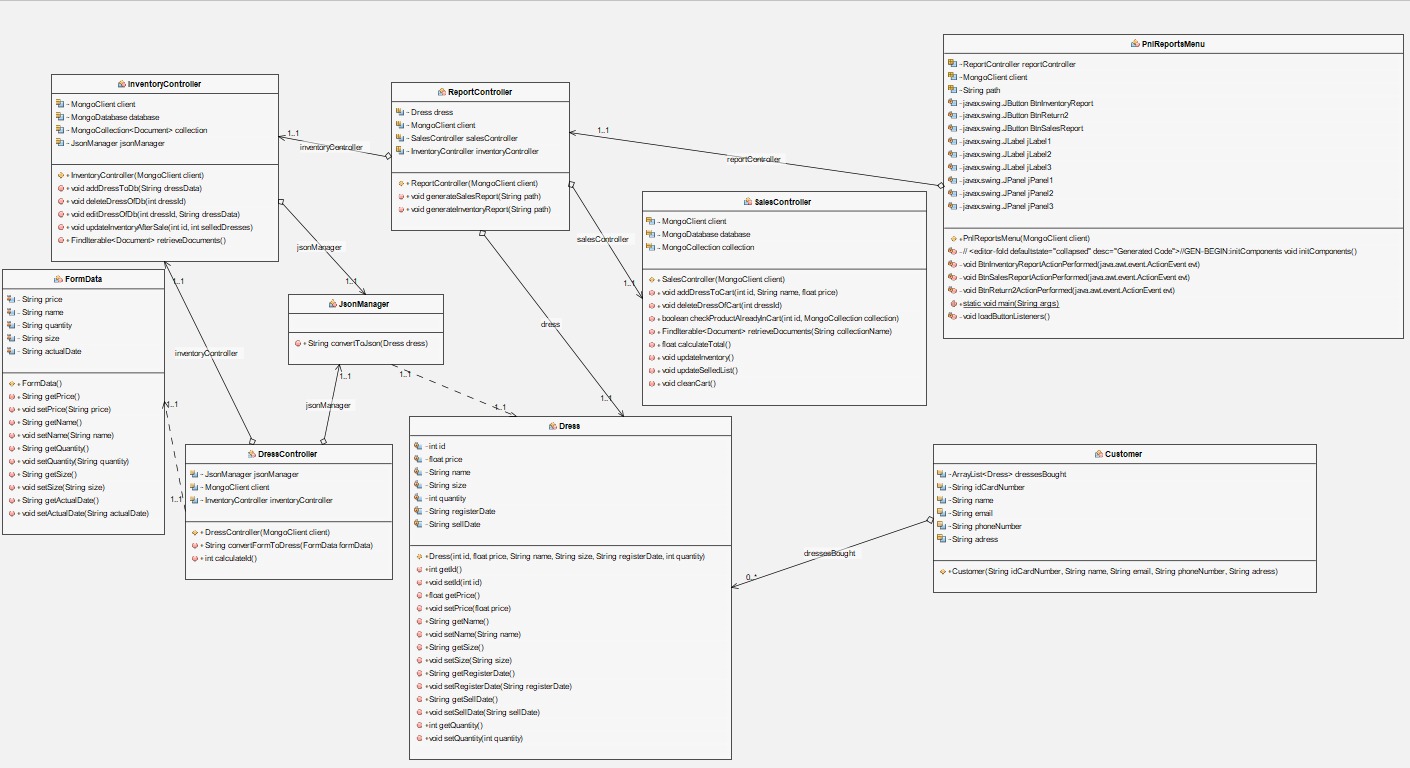 InventoryController
~ MongoClient client
~ MongoDatabase database
~ MongoCollection<Document> collection
~ JsonManager jsonManager
+ InventoryController(MongoClient client)
+ void addDressToDb(String dressData)
+ void deleteDressOfDb(int dressId)
+ void editDressOfDb(int dressId, String dressData)
+ void updateInventoryAfterSale(int id, int selledDresses)
+ FindIterable<Document> retrieveDocuments()
ReportController
~ Dress dress
~ MongoClient client
~ SalesController salesController
~ InventoryController inventoryController
+ ReportController(MongoClient client)
+ void generateSalesReport(String path)
+ void generateInventoryReport(String path)
PnlReportsMenu
~ ReportController reportController
~ MongoClient client
~ String path
- javax.swing.JButton BtnInventoryReport
- javax.swing.JButton BtnReturn2
- javax.swing.JButton BtnSalesReport
- javax.swing.JLabel jLabel1
- javax.swing.JLabel jLabel2
- javax.swing.JLabel jLabel3
- javax.swing.JPanel jPanel1
- javax.swing.JPanel jPanel2
- javax.swing.JPanel jPanel3
+ PnlReportsMenu(MongoClient client)
- // <editor-fold defaultstate="collapsed" desc="Generated Code">//GEN-BEGIN:initComponents void initComponents()
- void BtnInventoryReportActionPerformed(java.awt.event.ActionEvent evt)
- void BtnSalesReportActionPerformed(java.awt.event.ActionEvent evt)
- void BtnReturn2ActionPerformed(java.awt.event.ActionEvent evt)
+ static void main(String args)
- void loadButtonListeners()
1..1
inventoryController
1..1
reportController
SalesController
~ MongoClient client
~ MongoDatabase database
~ MongoCollection collection
+ SalesController(MongoClient client)
+ void addDressToCart(int id, String name, float price)
+ void deleteDressOfCart(int dressId)
+ boolean checkProductAlreadyInCart(int id, MongoCollection collection)
+ FindIterable<Document> retrieveDocuments(String collectionName)
+ float calculateTotal()
+ void updateInventory()
+ void updateSelledList()
+ void cleanCart()
salesController
1..1
jsonManager
1..1
FormData
- String price
- String name
- String quantity
- String size
- String actualDate
+ FormData()
+ String getPrice()
+ void setPrice(String price)
+ String getName()
+ void setName(String name)
+ String getQuantity()
+ void setQuantity(String quantity)
+ String getSize()
+ void setSize(String size)
+ String getActualDate()
+ void setActualDate(String actualDate)
1..1
inventoryController
JsonManager
+ String convertToJson(Dress dress)
dress
1..1
1..1
jsonManager
1..1
1..1
1..1
1..1
DressController
~ JsonManager jsonManager
~ MongoClient client
~ InventoryController inventoryController
+ DressController(MongoClient client)
+ String convertFormToDress(FormData formData)
+ int calculateId()
Dress
- int id
- float price
- String name
- String size
- int quantity
- String registerDate
- String sellDate
+ Dress(int id, float price, String name, String size, String registerDate, int quantity)
+ int getId()
+ void setId(int id)
+ float getPrice()
+ void setPrice(float price)
+ String getName()
+ void setName(String name)
+ String getSize()
+ void setSize(String size)
+ String getRegisterDate()
+ void setRegisterDate(String registerDate)
+ String getSellDate()
+ void setSellDate(String sellDate)
+ int getQuantity()
+ void setQuantity(int quantity)
Customer
~ ArrayList<Dress> dressesBought
~ String idCardNumber
~ String name
~ String email
~ String phoneNumber
~ String adress
+ Customer(String idCardNumber, String name, String email, String phoneNumber, String adress)
dressesBought
0..*